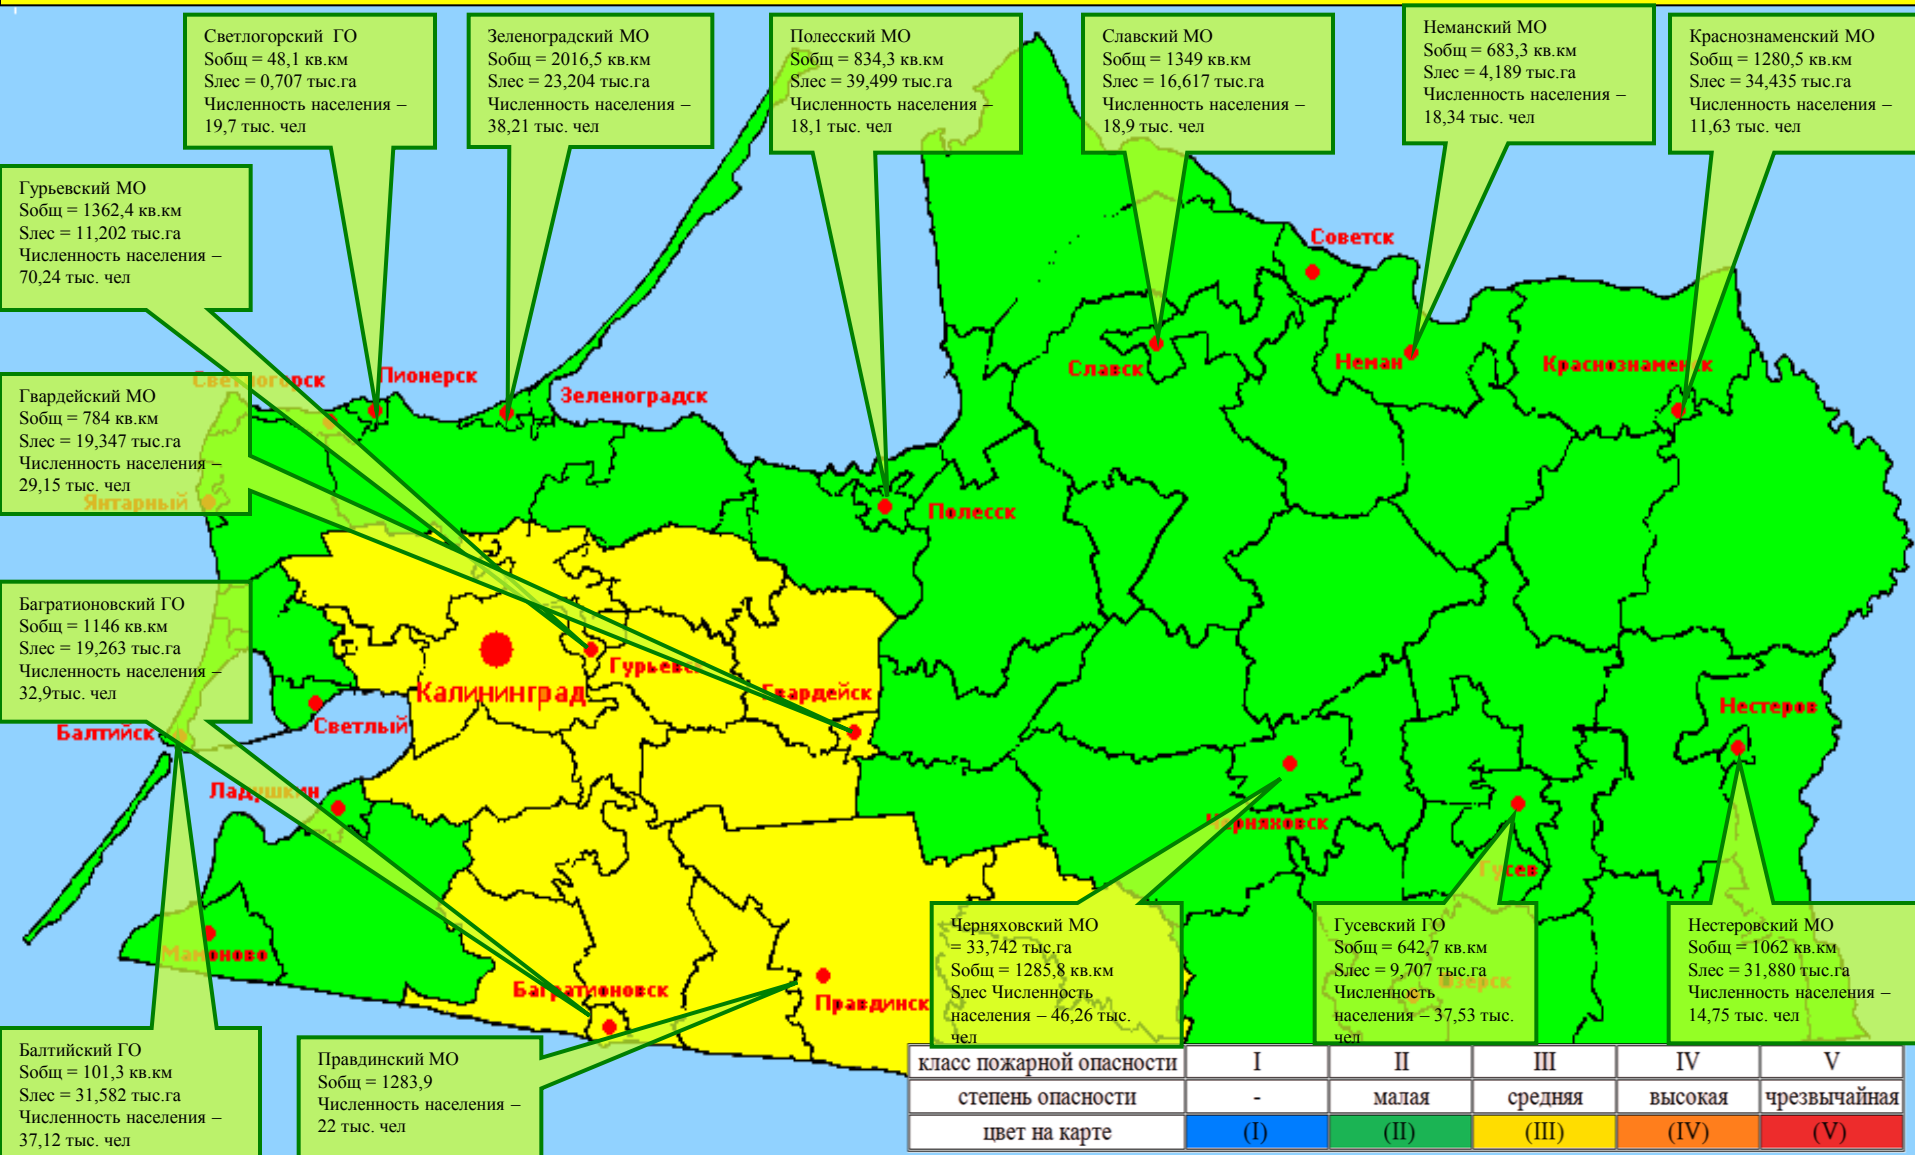 Светлогорский ГО
Sобщ = 48,1 кв.км
Sлес = 0,707 тыс.га
Численность населения –
19,7 тыс. чел
Зеленоградский МО
Sобщ = 2016,5 кв.км
Sлес = 23,204 тыс.га
Численность населения –
38,21 тыс. чел
Полесский МО
Sобщ = 834,3 кв.км
Sлес = 39,499 тыс.га
Численность населения –
18,1 тыс. чел
Славский МО
Sобщ = 1349 кв.км
Sлес = 16,617 тыс.га
Численность населения –
18,9 тыс. чел
Неманский МО
Sобщ = 683,3 кв.км
Sлес = 4,189 тыс.га
Численность населения –
18,34 тыс. чел
Краснознаменский МО
Sобщ = 1280,5 кв.км
Sлес = 34,435 тыс.га
Численность населения –
11,63 тыс. чел
Гурьевский МО
Sобщ = 1362,4 кв.км
Sлес = 11,202 тыс.га
Численность населения –
70,24 тыс. чел
Советск
Славск
Неман
Краснознаменск
Светлогорск
Пионерск
Зеленоградск
Гвардейский МО
Sобщ = 784 кв.км
Sлес = 19,347 тыс.га
Численность населения –
29,15 тыс. чел
Янтарный
Полесск
Багратионовский ГО
Sобщ = 1146 кв.км
Sлес = 19,263 тыс.га
Численность населения –
32,9тыс. чел
Гурьевск
Калининград
Гвардейск
Нестеров
Балтийск
Светлый
Ладушкин
Черняховск
Гусев
Мамоново
Багратионовск
Правдинск
Озёрск
Черняховский МО
= 33,742 тыс.га
Sобщ = 1285,8 кв.км
Sлес Численность
населения – 46,26 тыс.
чел
Гусевский ГО
Sобщ = 642,7 кв.км
Sлес = 9,707 тыс.га
Численность
населения – 37,53 тыс.
чел
Нестеровский МО
Sобщ = 1062 кв.км
Sлес = 31,880 тыс.га
Численность населения –
14,75 тыс. чел
Балтийский ГО
Sобщ = 101,3 кв.км
Sлес = 31,582 тыс.га
Численность населения –
37,12 тыс. чел
Правдинский МО
Sобщ = 1283,9
Численность населения –
22 тыс. чел
класс пожарной опасности I II III IV V
степень опасности - малая средняя высокая чрезвычайная
цвет на карте (I) (II) (III) (IV) (V)